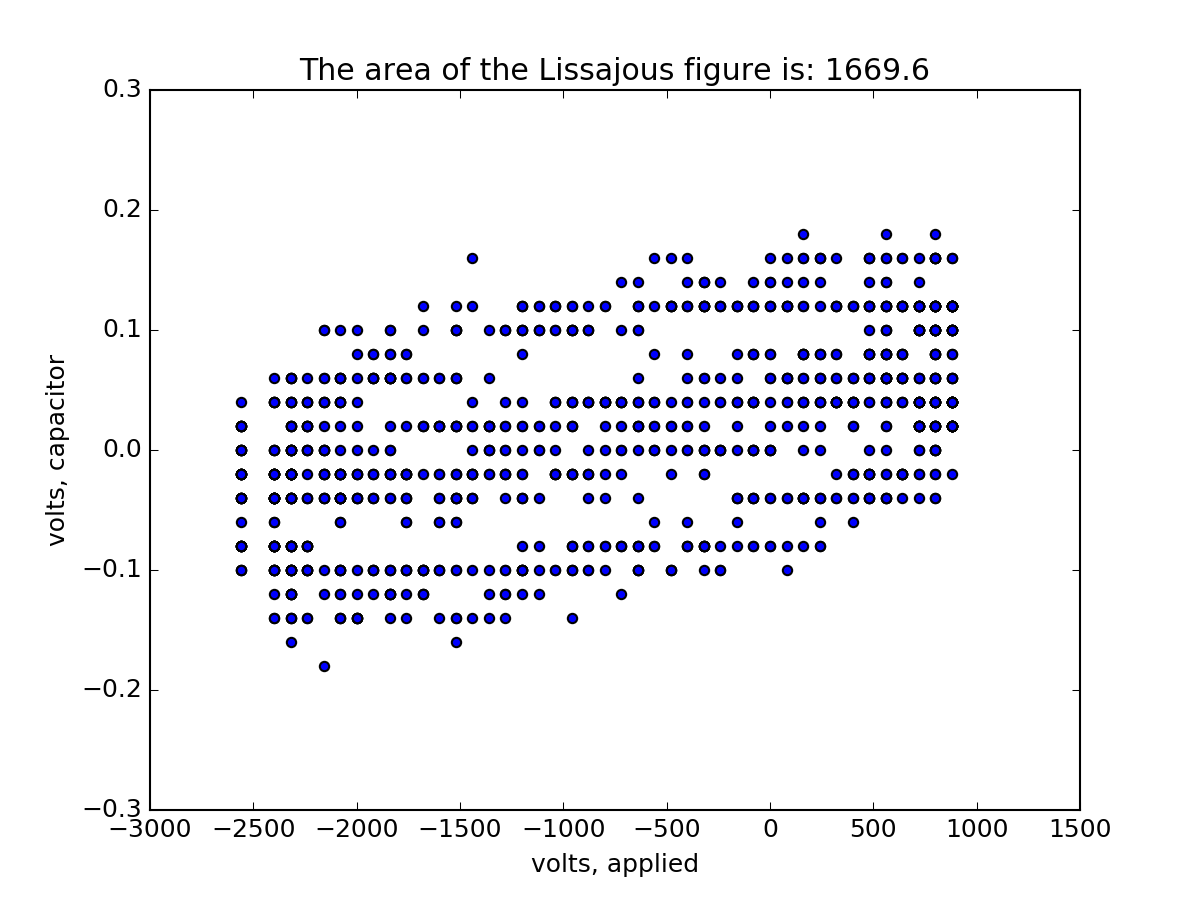 The area of the Lissajous figure is: 1669.6
0.3
0.2
0.1
0.0
−0.1
−0.2
−0.3
volts, capacitor
−3000 −2500 −2000 −1500 −1000 −500 0 500 1000 1500
volts, applied